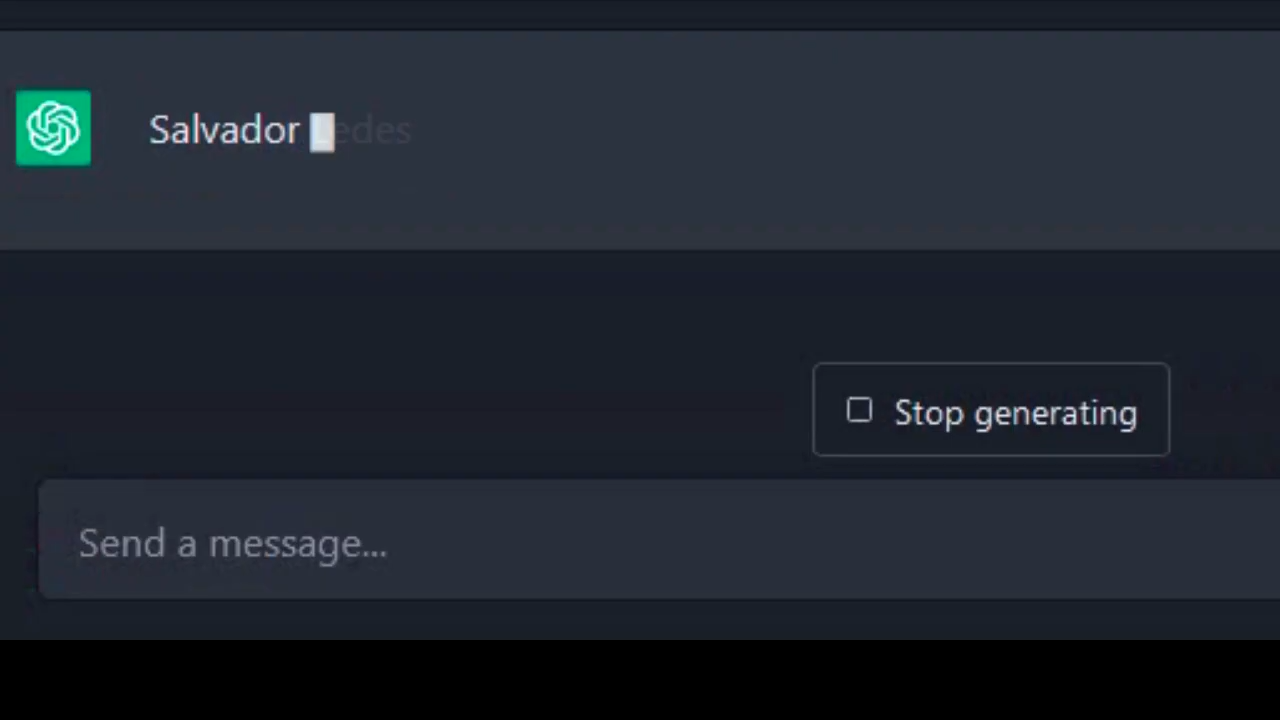 Salvador
Stop generating
Send a message...